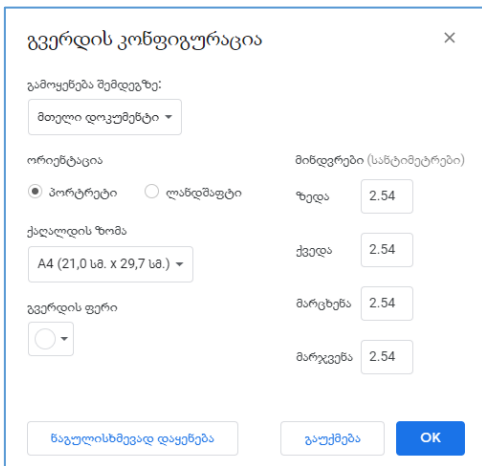 გვერდის კონფიგურაცია
გამოყენება შემდეგზე:
მთელი დოკუმენტი
ორიენტაცია
პორტრეტი
ლანდშაფტი
ქაღალდის ზომა
A4 (21,0 სმ. x 29,7 სმ.)
გვერდის ფერი
მინდვრები (სანტიმეტრები)
ზედა 2.54
ქვედა 2.54
მარცხენა 2.54
მარჯვენა 2.54
ნაგულისხმევად დაყენება
გაუქმება
OK